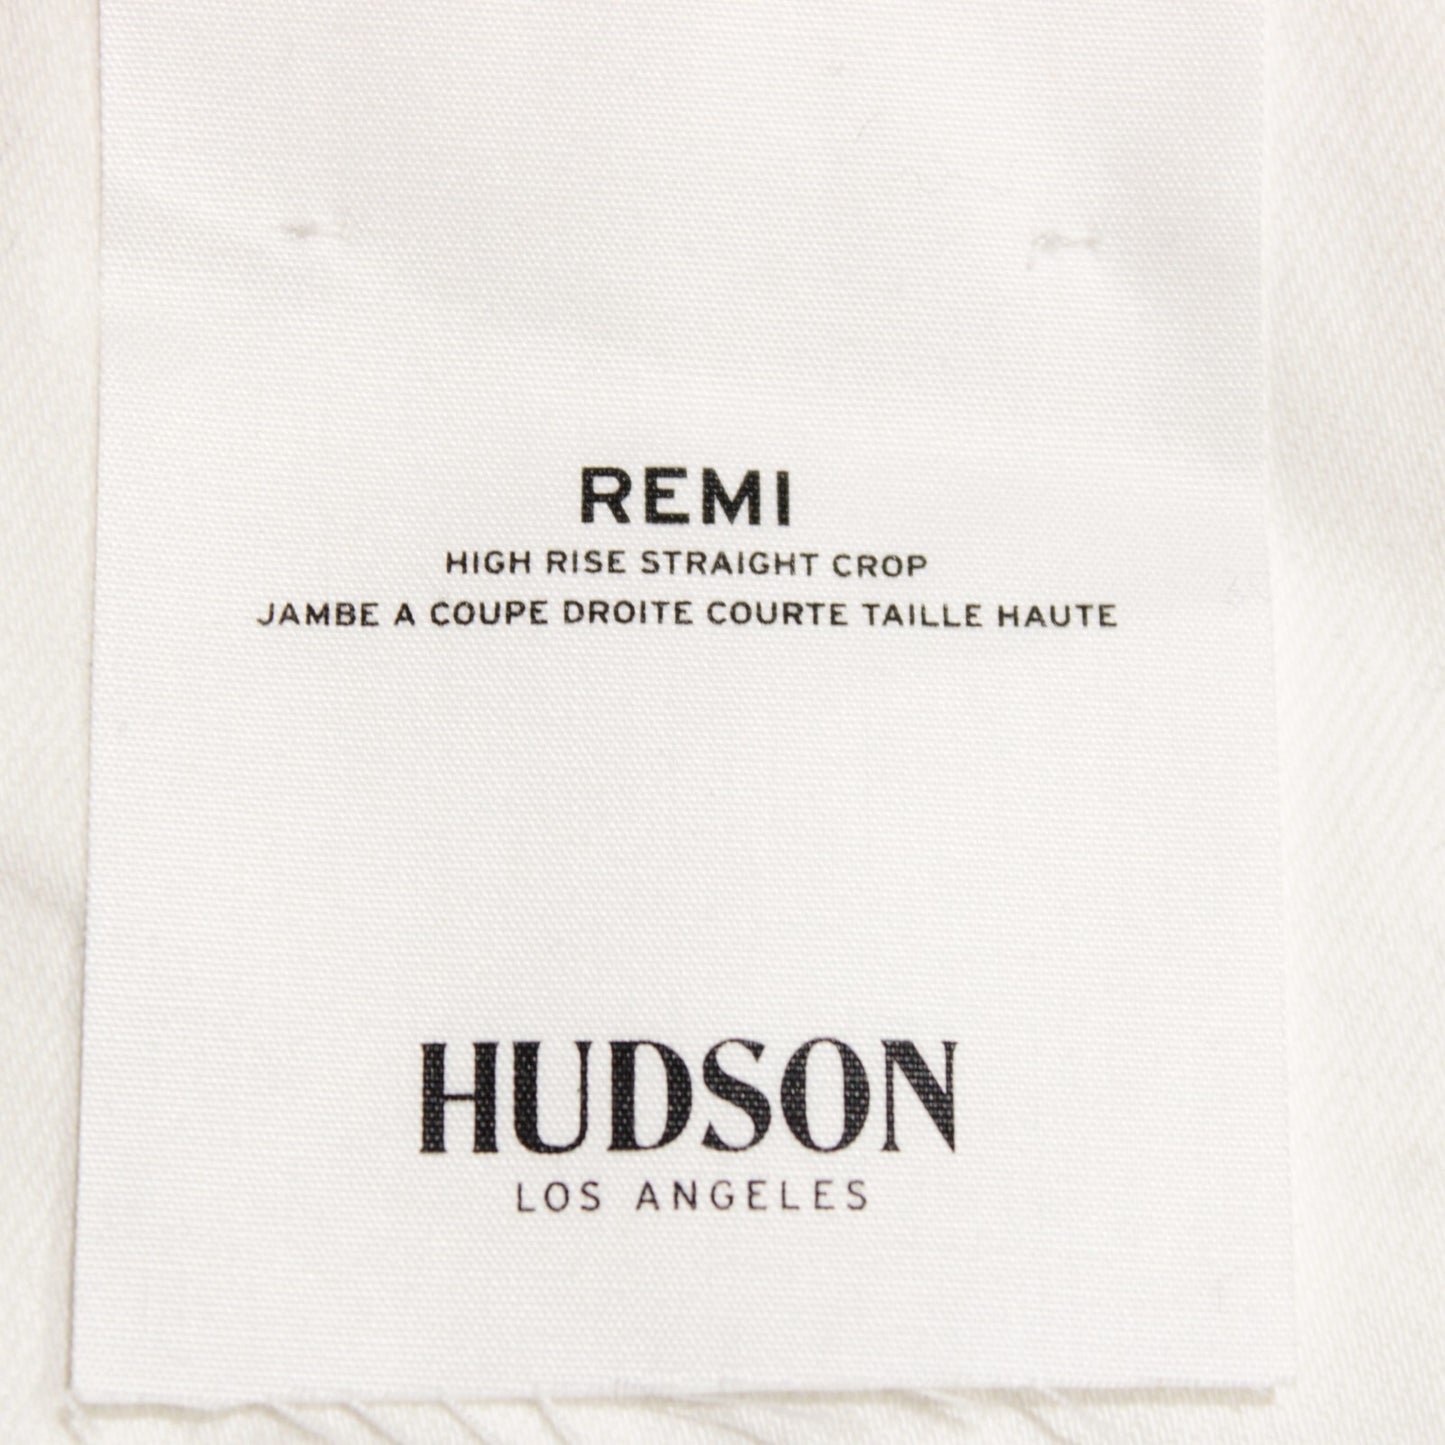 REMI
HIGH RISE STRAIGHT CROP
JAMBE A COUPE DROITE COURTE TAILLE HAUTE
HUDSON
LOS ANGELES